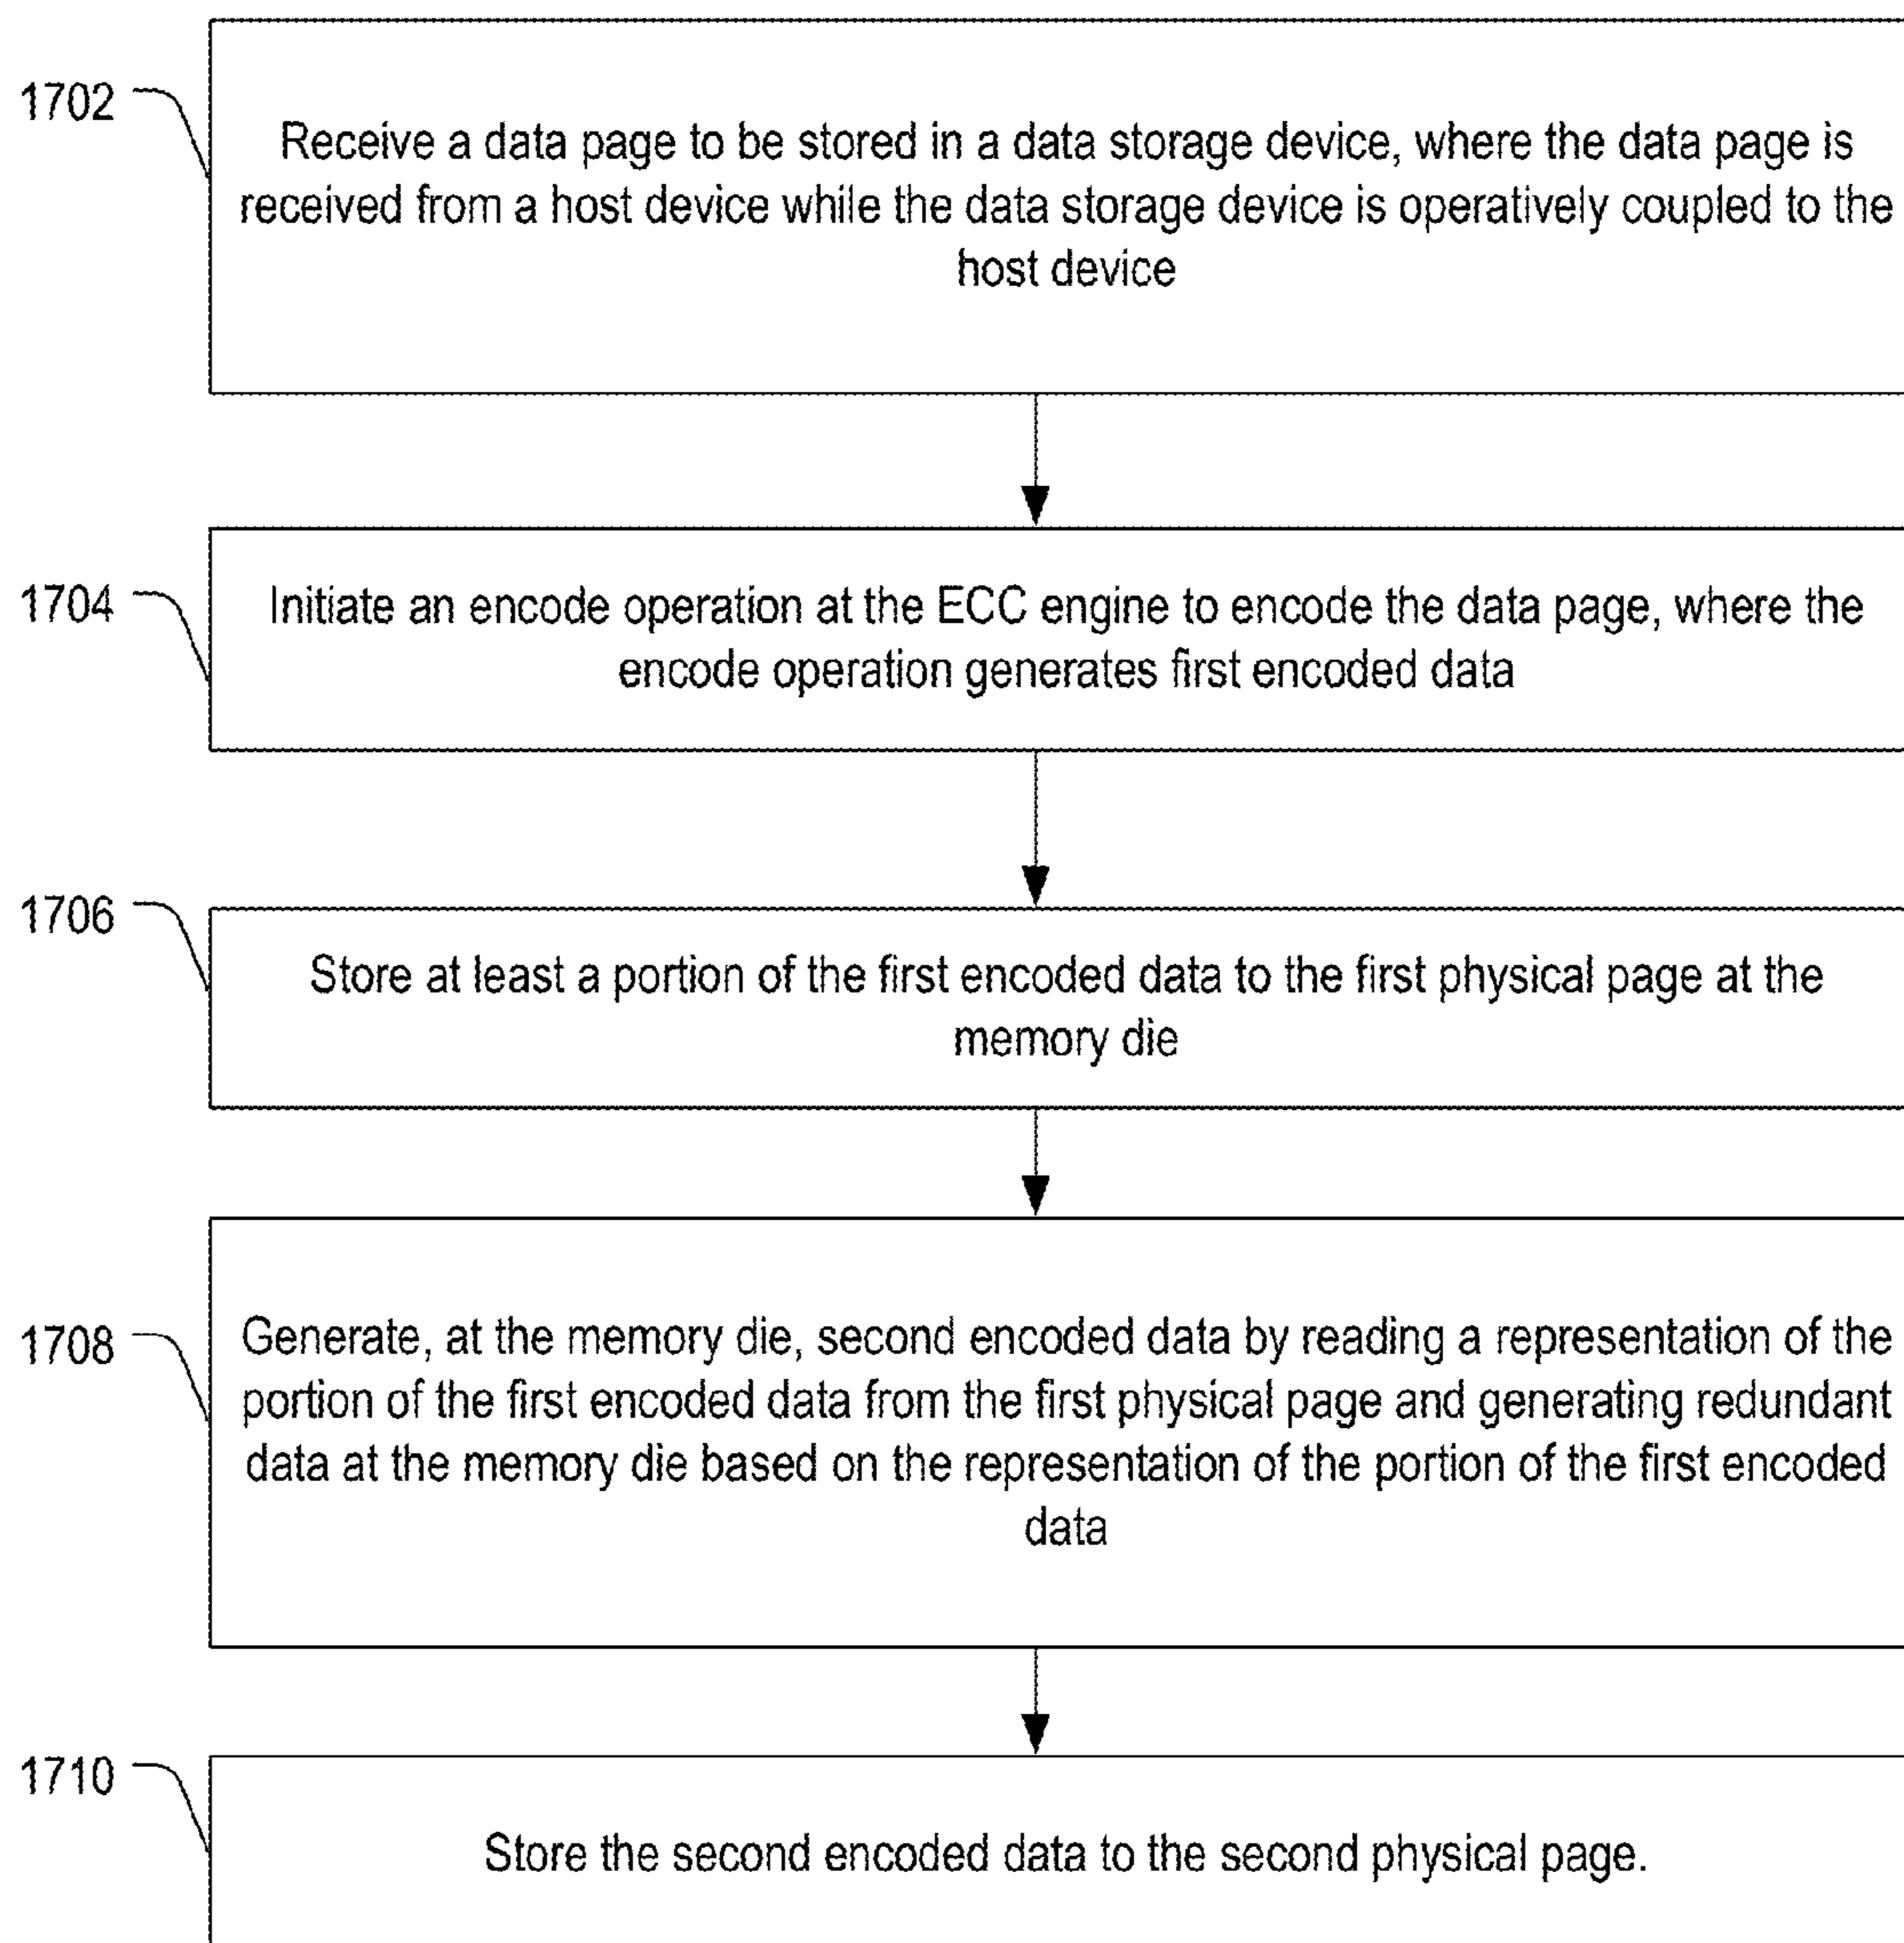 1702
Receive a data page to be stored in a data storage device, where the data page is
received from a host device while the data storage device is operatively coupled to the
host device
1704
Initiate an encode operation at the ECC engine to encode the data page, where the
encode operation generates first encoded data
1706
Store at least a portion of the first encoded data to the first physical page at the
memory die
1708
Generate, at the memory die, second encoded data by reading a representation of the
portion of the first encoded data from the first physical page and generating redundant
data at the memory die based on the representation of the portion of the first encoded
data
1710
Store the second encoded data to the second physical page.